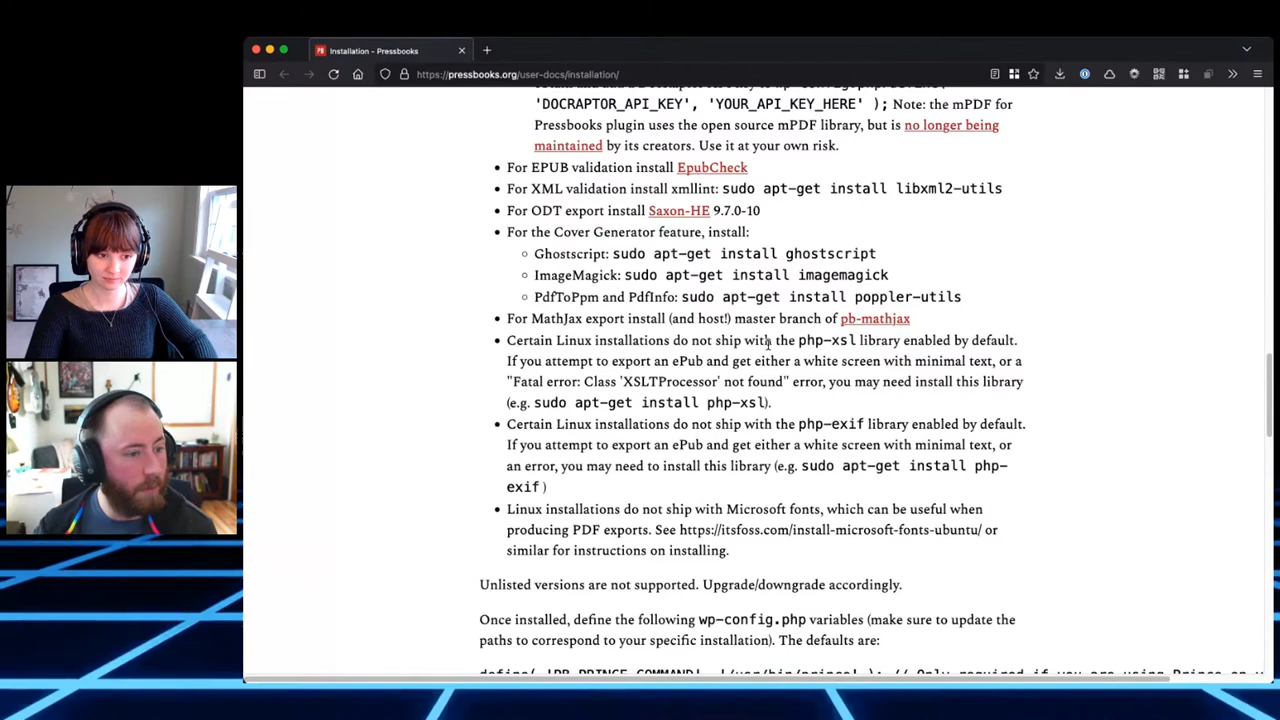 Installation – Pressbooks
https://pressbooks.org/user-docs/installation/
'DOCRAPTOR_API_KEY', 'YOUR_API_KEY_HERE' ); Note: the mPDF for
Pressbooks plugin uses the open source mPDF library, but is no longer being
maintained by its creators. Use it at your own risk.
• For EPUB validation install EpubCheck
• For XML validation install xmllint: sudo apt-get install libxml2-utils
• For ODT export install Saxon-HE 9.7.0-10
• For the Cover Generator feature, install:
◦ Ghostscript: sudo apt-get install ghostscript
◦ ImageMagick: sudo apt-get install imagemagick
◦ PdfToPpm and PdfInfo: sudo apt-get install poppler-utils
• For MathJax export install (and host!) master branch of pb-mathjax
• Certain Linux installations do not ship with the php-xsl library enabled by default.
If you attempt to export an ePub and get either a white screen with minimal text, or a
"Fatal error: Class 'XSLTProcessor' not found" error, you may need install this library
(e.g. sudo apt-get install php-xsl).
• Certain Linux installations do not ship with the php-exif library enabled by default.
If you attempt to export an ePub and get either a white screen with minimal text, or
an error, you may need to install this library (e.g. sudo apt-get install php-
exif )
• Linux installations do not ship with Microsoft fonts, which can be useful when
producing PDF exports. See https://itsfoss.com/install-microsoft-fonts-ubuntu/ or
similar for instructions on installing.
Unlisted versions are not supported. Upgrade/downgrade accordingly.
Once installed, define the following wp-config.php variables (make sure to update the
paths to correspond to your specific installation). The defaults are:
define( 'PB_PRINCE_COMMAND', '/usr/bin/prince' ); // Only required if you are using Prince on